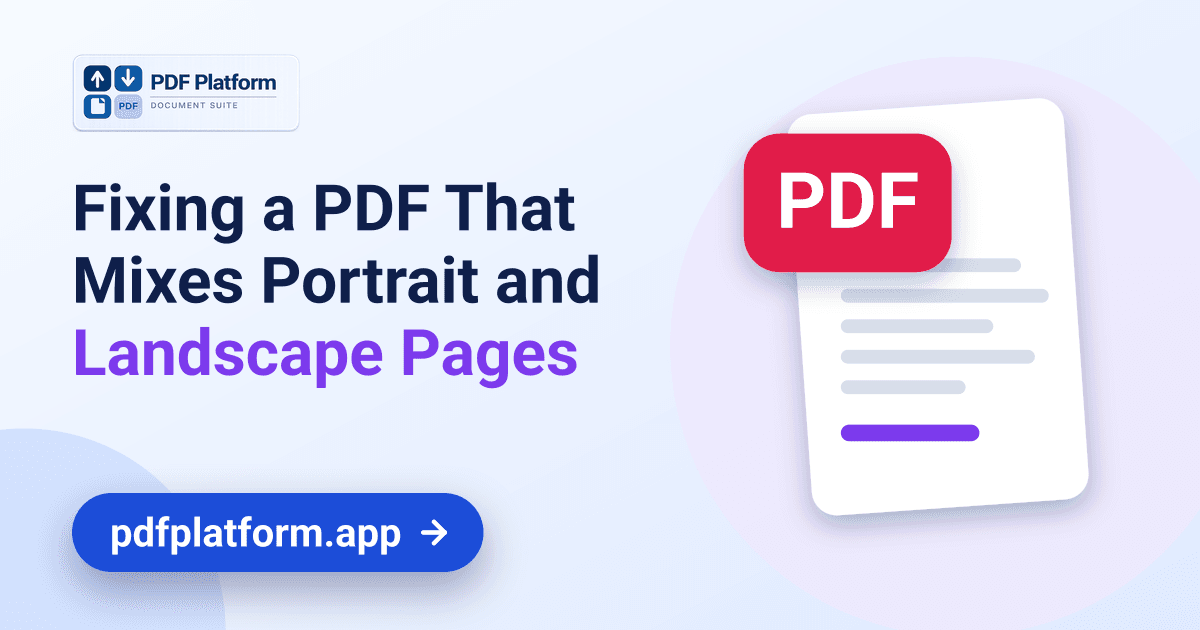 PDF Platform
PDF
DOCUMENT SUITE
Fixing a PDF That
Mixes Portrait and
Landscape Pages
pdfplatform.app
PDF